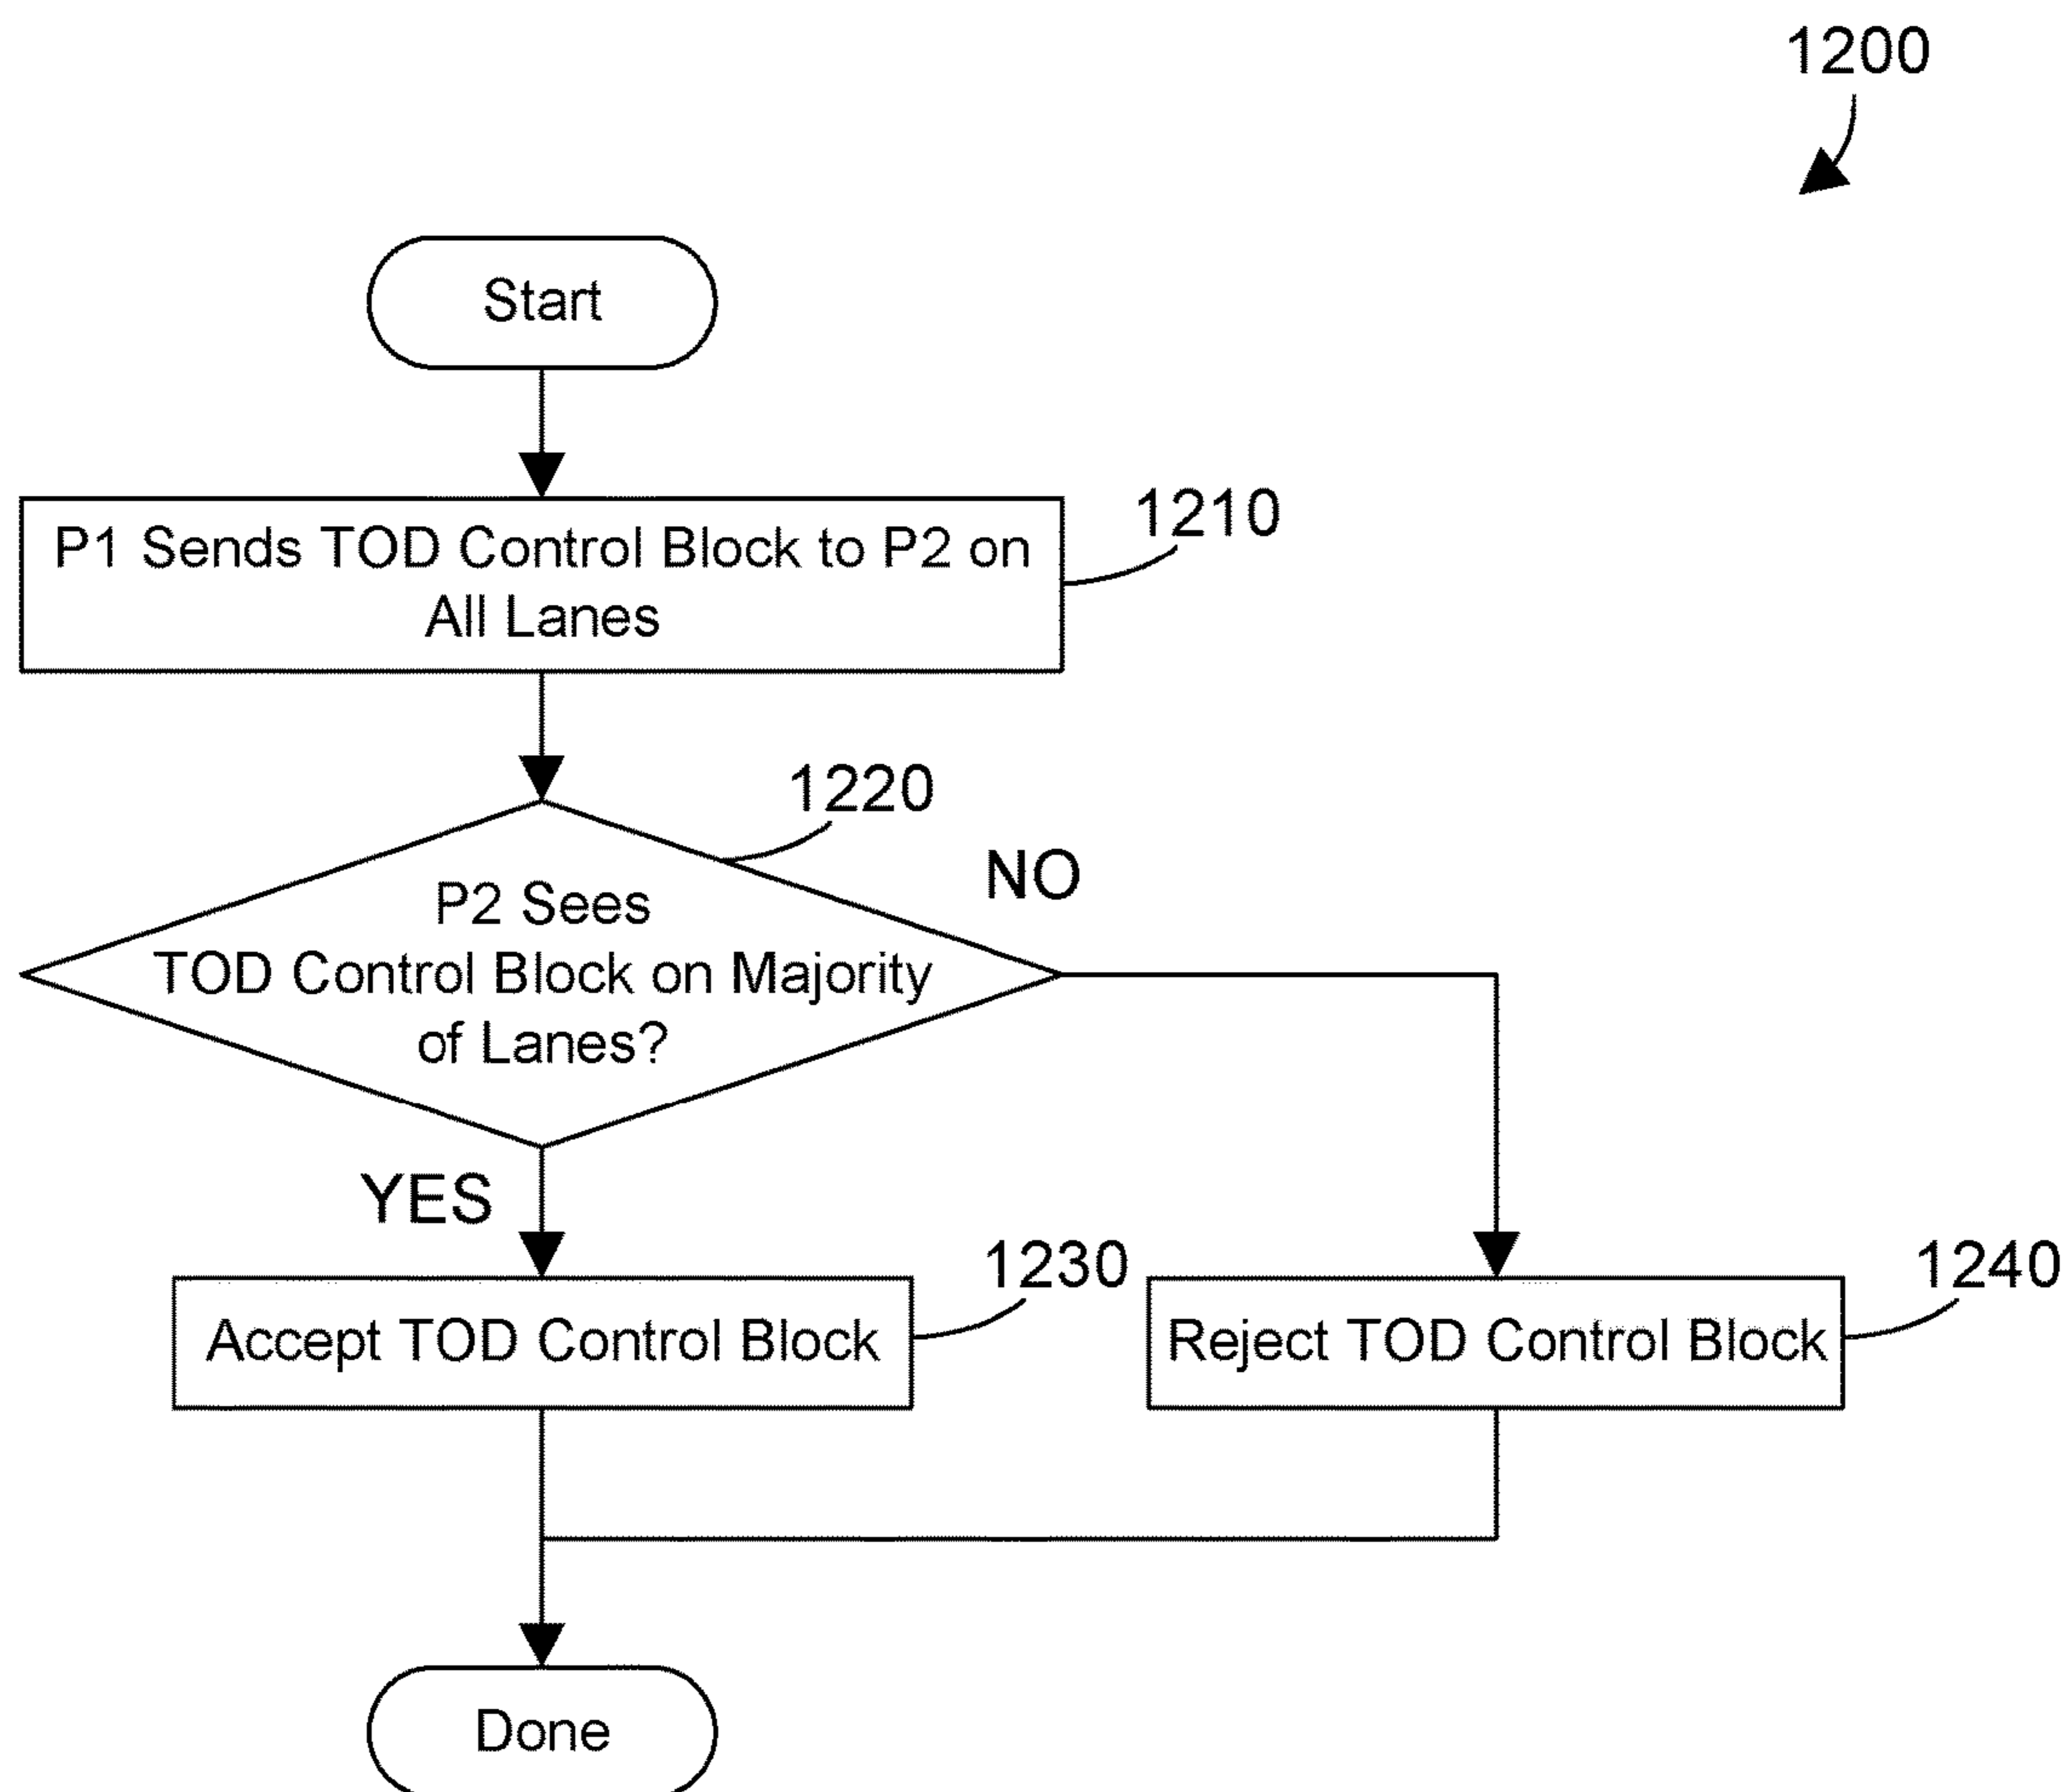 1200
Start
P1 Sends TOD Control Block to P2 on
All Lanes
1210
1220
NO
P2 Sees
TOD Control Block on Majority
of Lanes?
YES
1230
1240
Accept TOD Control Block
Reject TOD Control Block
Done